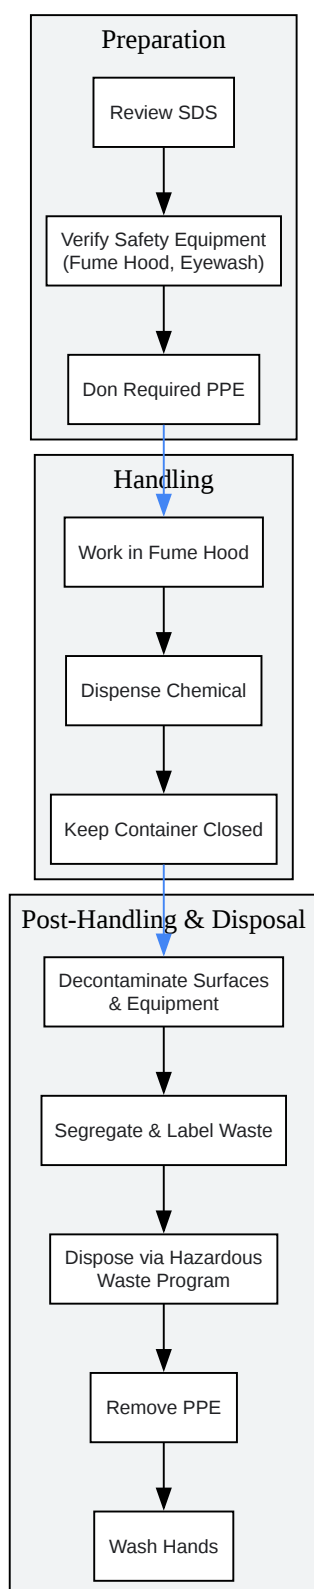 Preparation
Review SDS
Verify Safety Equipment
(Fume Hood, Eyewash)
Don Required PPE
Handling
Work in Fume Hood
Dispense Chemical
Keep Container Closed
Post-Handling & Disposal
Decontaminate Surfaces
& Equipment
Segregate & Label Waste
Dispose via Hazardous
Waste Program
Remove PPE
Wash Hands